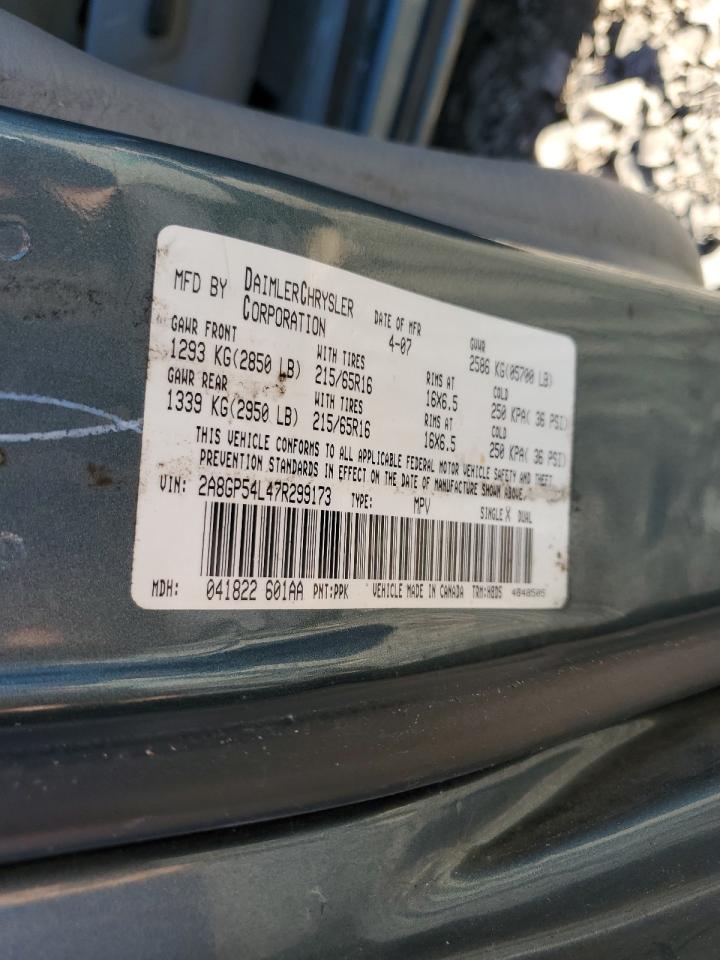 MFD BY DAIMLERCHRYSLER CORPORATION
DATE OF MFR 4-07
GVWR 2586 KG(05700 LB)
GAWR FRONT WITH TIRES RIMS AT COLD
1293 KG(2850 LB) 215/65R16 16X6.5 250 KPA( 36 PSI)
GAWR REAR WITH TIRES RIMS AT COLD
1339 KG(2950 LB) 215/65R16 16X6.5 250 KPA( 36 PSI)
THIS VEHICLE CONFORMS TO ALL APPLICABLE FEDERAL MOTOR VEHICLE SAFETY AND THEFT
PREVENTION STANDARDS IN EFFECT ON THE DATE OF MANUFACTURE SHOWN ABOVE.
VIN: 2A8GP54L47R299173 TYPE: MPV SINGLE X DUAL
MDH: 041822 601AA PNT:PPK VEHICLE MADE IN CANADA TRM:H8D5 4848505